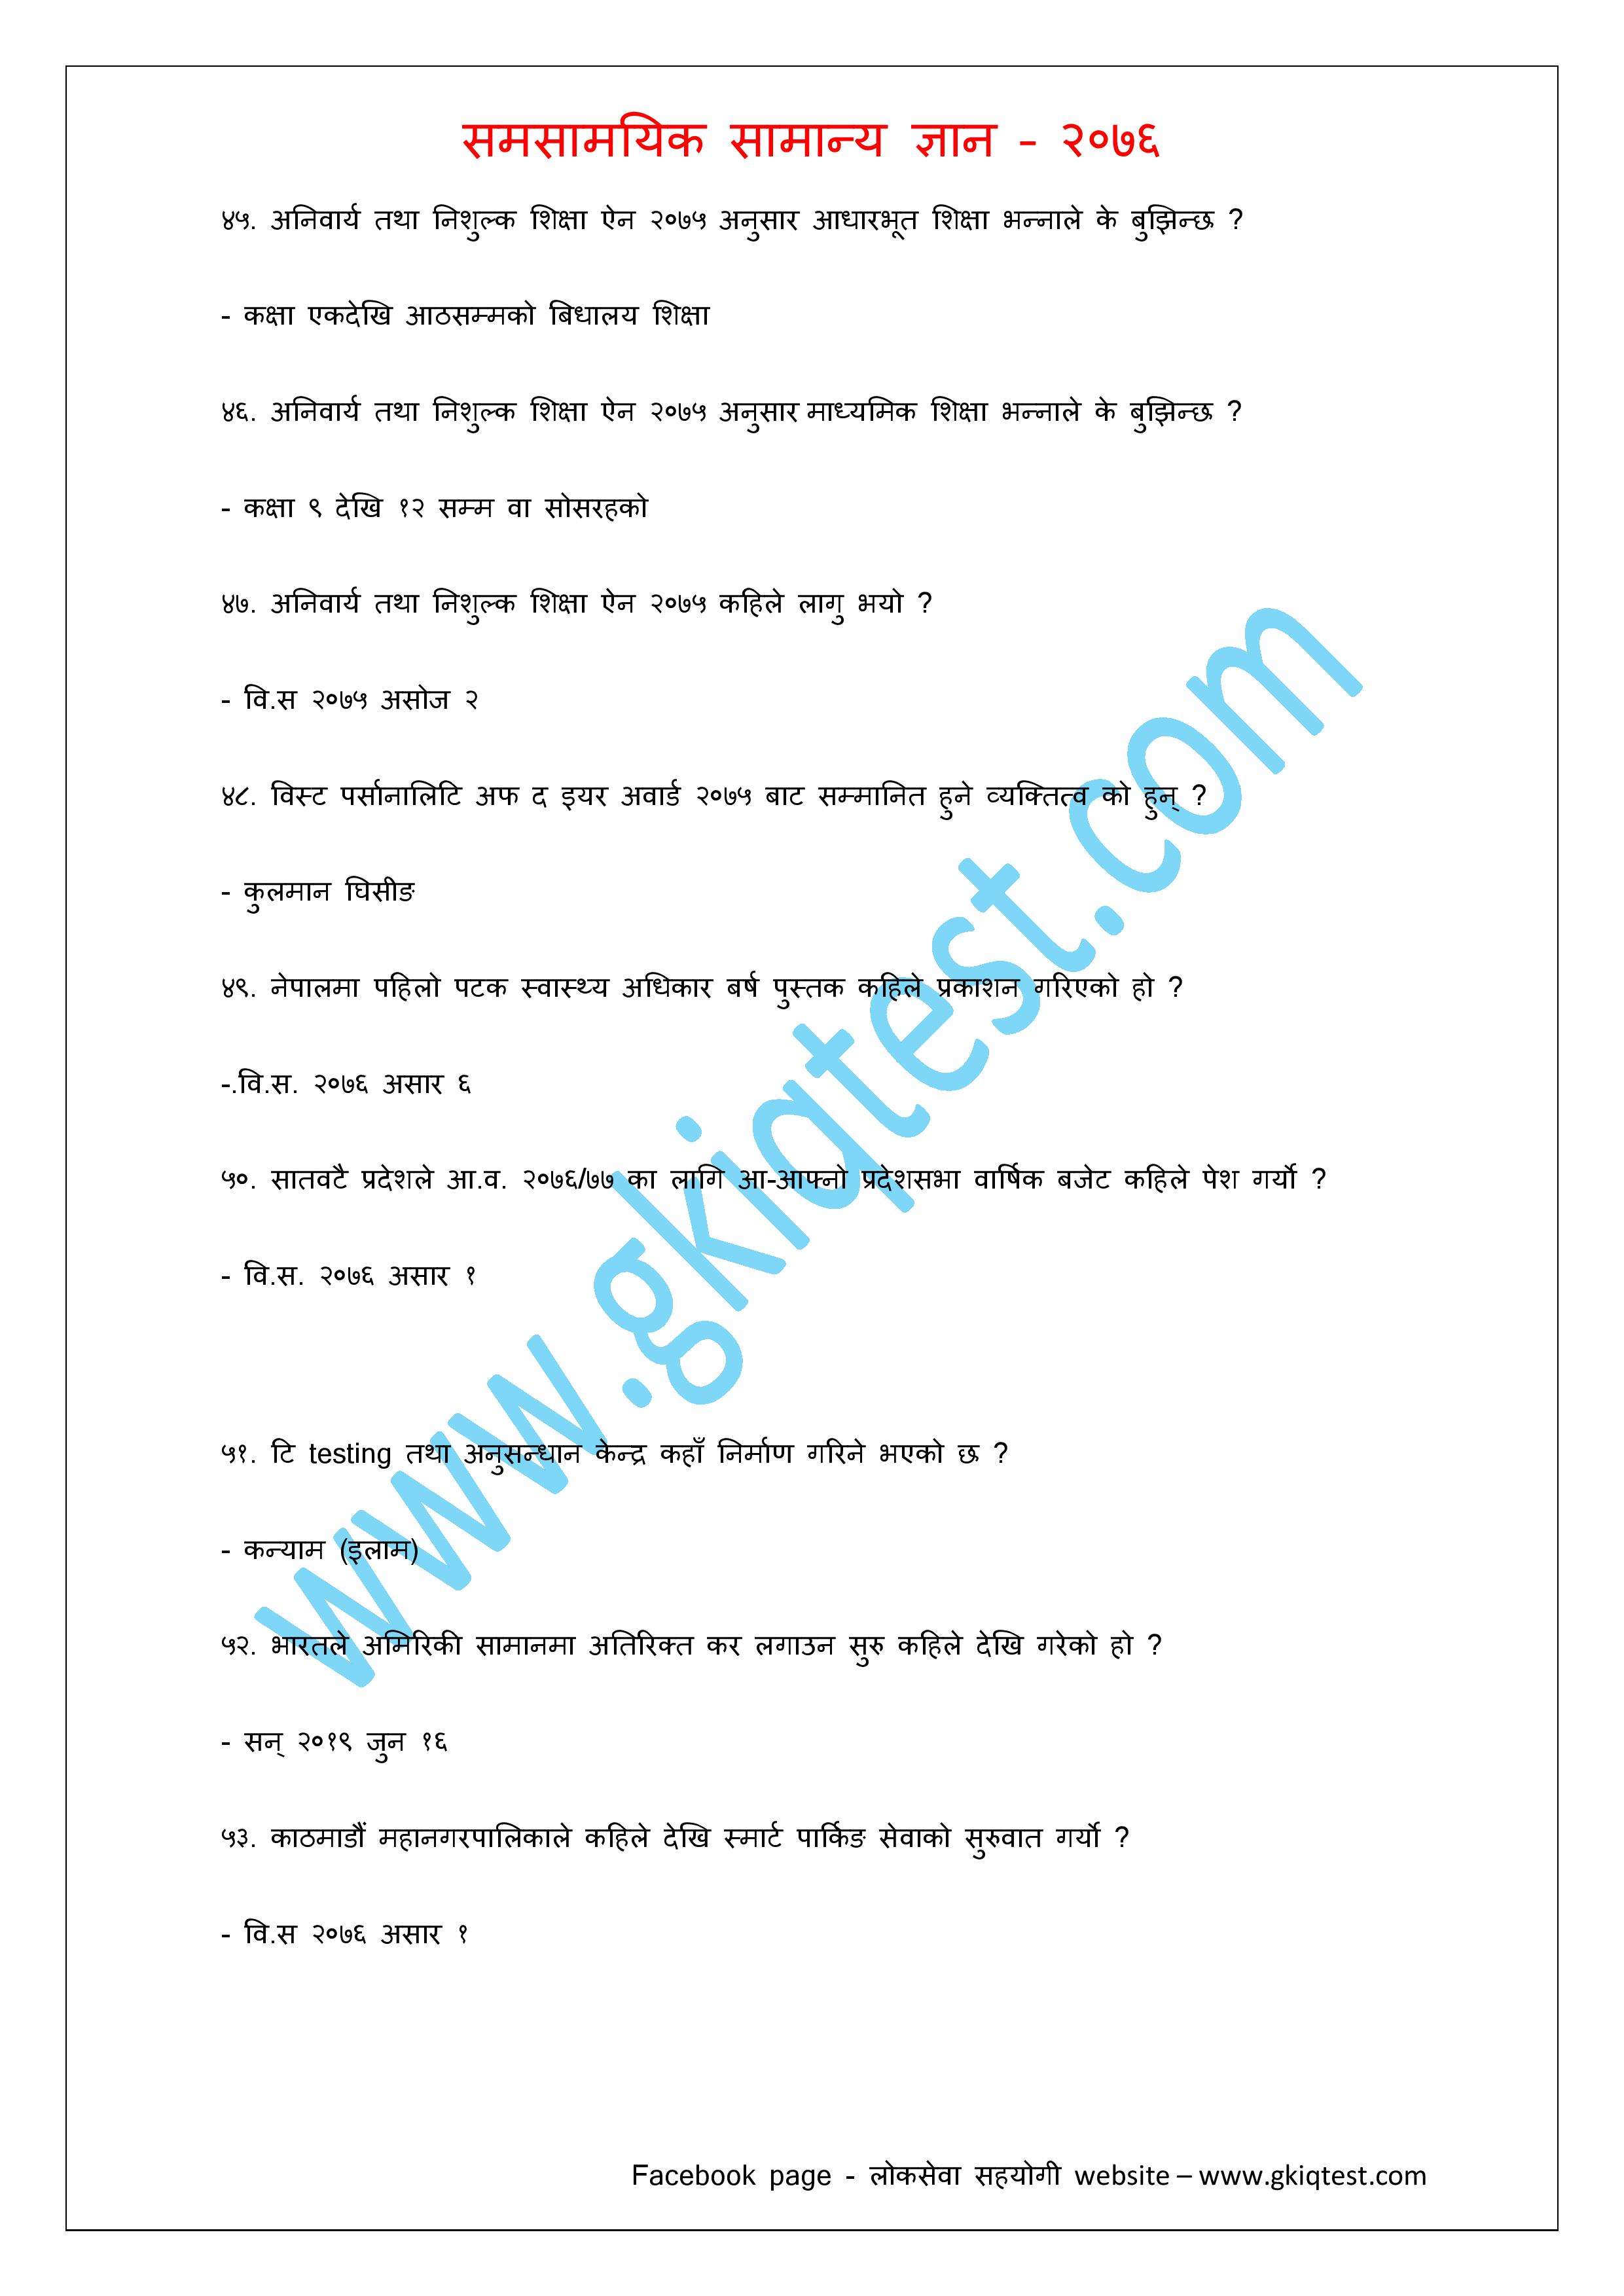 समसामयिक सामान्य ज्ञान - २०७६
४५. अनिवार्य तथा निशुल्क शिक्षा ऐन २०७५ अनुसार आधारभूत शिक्षा भन्नाले के बुझिन्छ ?
- कक्षा एकदेखि आठसम्मको बिधालय शिक्षा
४६. अनिवार्य तथा निशुल्क शिक्षा ऐन २०७५ अनुसार माध्यमिक शिक्षा भन्नाले के बुझिन्छ ?
- कक्षा ९ देखि १२ सम्म वा सोसरहको
४७. अनिवार्य तथा निशुल्क शिक्षा ऐन २०७५ कहिले लागु भयो ?
- वि.स २०७५ असोज २
४८. विस्ट पर्सानालिटि अफ द इयर अवार्ड २०७५ बाट सम्मानित हुने व्यक्तित्व को हुन् ?
- कुलमान घिसीङ
४९. नेपालमा पहिलो पटक स्वास्थ्य अधिकार बर्ष पुस्तक कहिले प्रकाशन गरिएको हो ?
-.वि.स. २०७६ असार ६
५०. सातवटै प्रदेशले आ.व. २०७६/७७ का लागि आ-आफ्नो प्रदेशसभा वार्षिक बजेट कहिले पेश गर्यो ?
- वि.स. २०७६ असार १
५१. टि testing तथा अनुसन्धान केन्द्र कहाँ निर्माण गरिने भएको छ ?
- कन्याम (इलाम)
५२. भारतले अमिरिकी सामानमा अतिरिक्त कर लगाउन सुरु कहिले देखि गरेको हो ?
- सन् २०१९ जुन १६
५३. काठमाडौं महानगरपालिकाले कहिले देखि स्मार्ट पार्किङ सेवाको सुरुवात गर्यो ?
- वि.स २०७६ असार १
www.gkiqtest.com
Facebook page - लोकसेवा सहयोगी website – www.gkiqtest.com